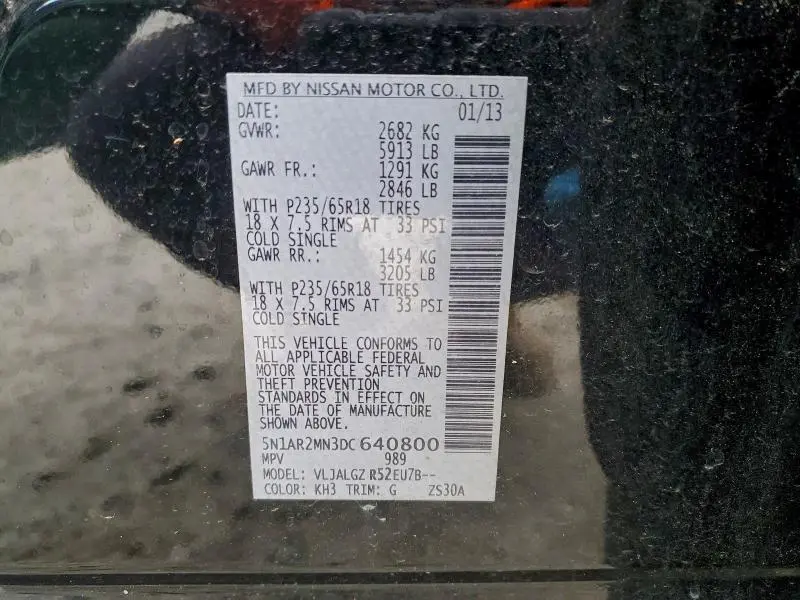 MFD BY NISSAN MOTOR CO., LTD.
DATE: 01/13
GVWR: 2682 KG
5913 LB
GAWR FR.: 1291 KG
2846 LB
WITH P235/65R18 TIRES
18 X 7.5 RIMS AT 33 PSI
COLD SINGLE
GAWR RR.: 1454 KG
3205 LB
WITH P235/65R18 TIRES
18 X 7.5 RIMS AT 33 PSI
COLD SINGLE
THIS VEHICLE CONFORMS TO
ALL APPLICABLE FEDERAL
MOTOR VEHICLE SAFETY AND
THEFT PREVENTION
STANDARDS IN EFFECT ON
THE DATE OF MANUFACTURE
SHOWN ABOVE.
5N1AR2MN3DC640800
MPV 989
MODEL: VLJALGZ R52EU7B--
COLOR: KH3 TRIM: G ZS30A